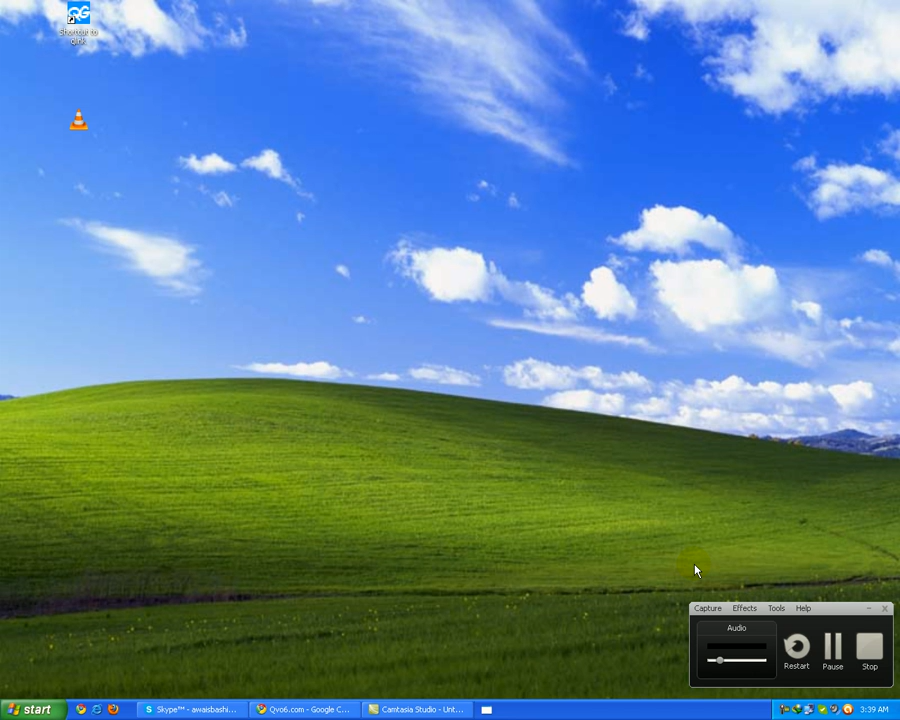 QG
Shortcut to
Capture Effects Tools Help
Audio
Restart
Pause
Stop
start
Skype™ - awaisbashi...
Qvo6.com - Google C...
Camtasia Studio - Unt...
3:39 AM